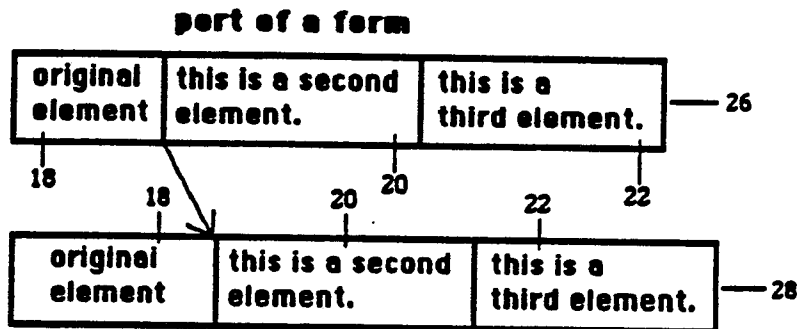 part of a form
original this is a second this is a
element element. third element.
26
18 20 22
18 20 22
original this is a second this is a
element element. third element.
28